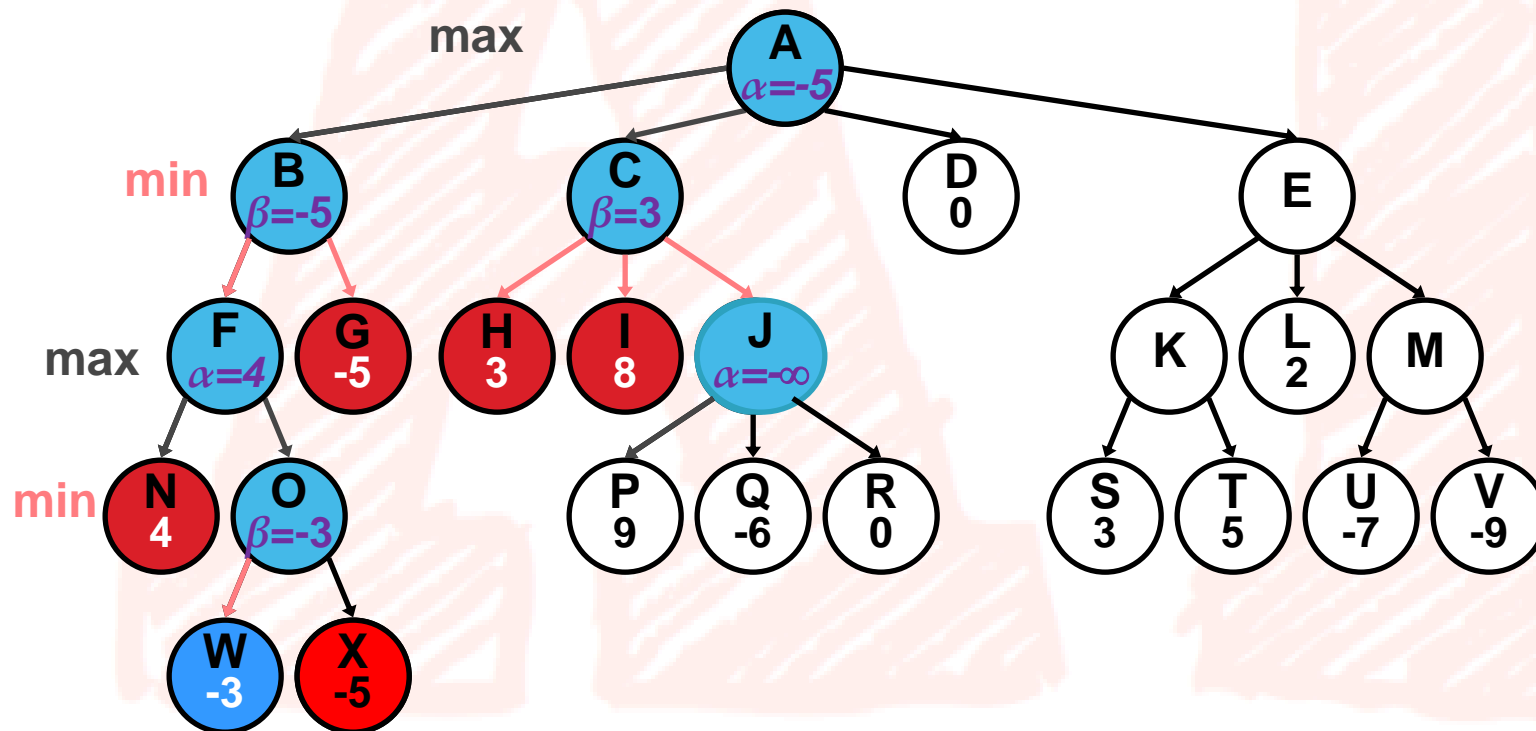 max
A
α=-5
min
B
β=-5
C
β=3
D
0
E
max
F
α=4
G
-5
H
3
I
8
J
α=-∞
K
L
2
M
min
N
4
O
β=-3
P
9
Q
-6
R
0
S
3
T
5
U
-7
V
-9
W
-3
X
-5